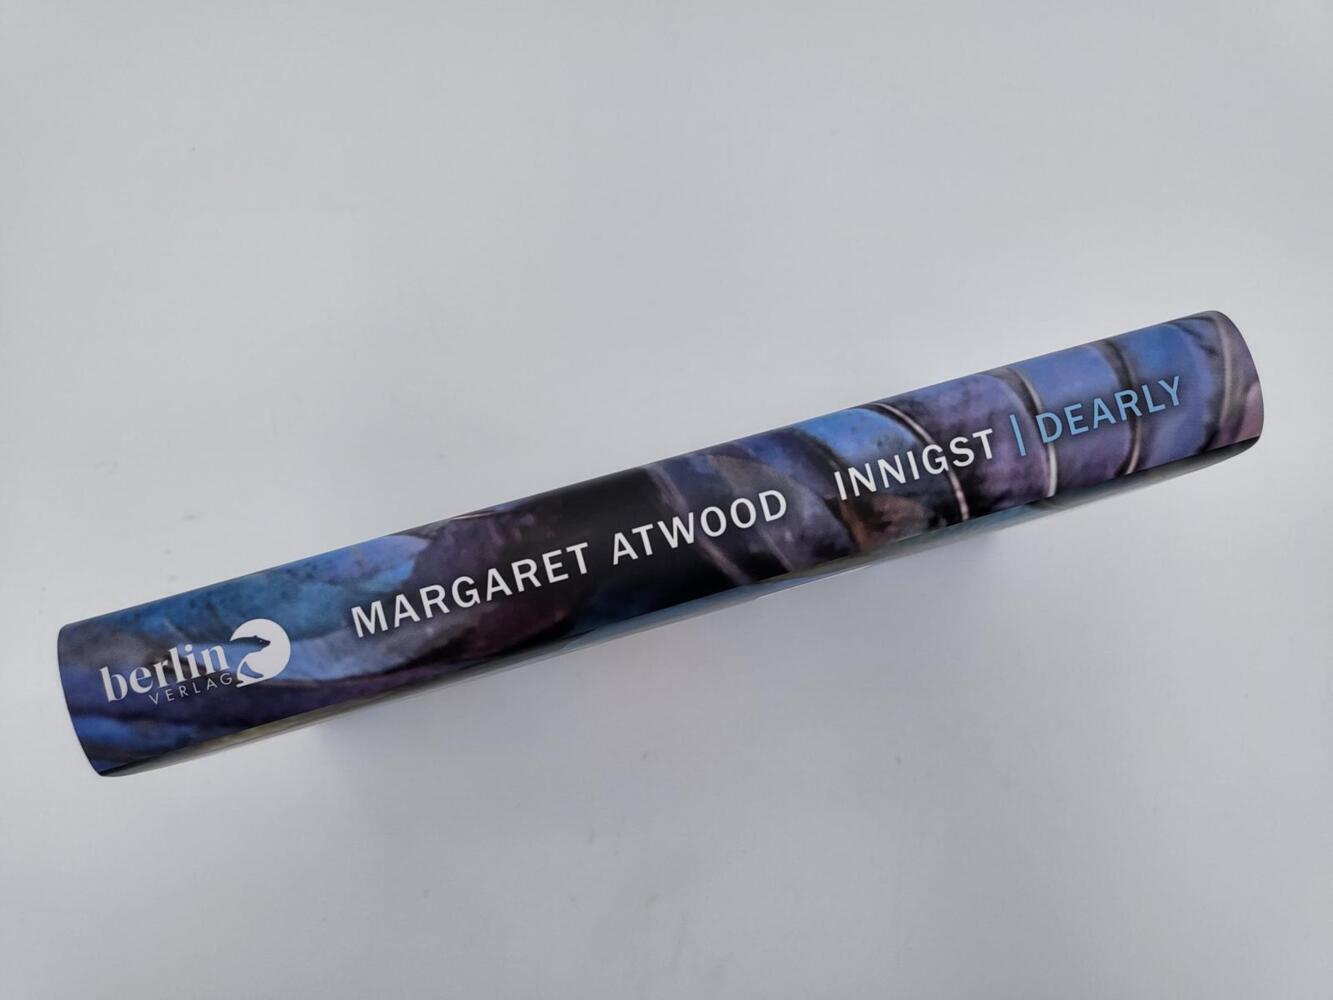 berlin
VERLAG
MARGARET ATWOOD INNIGST | DEARLY